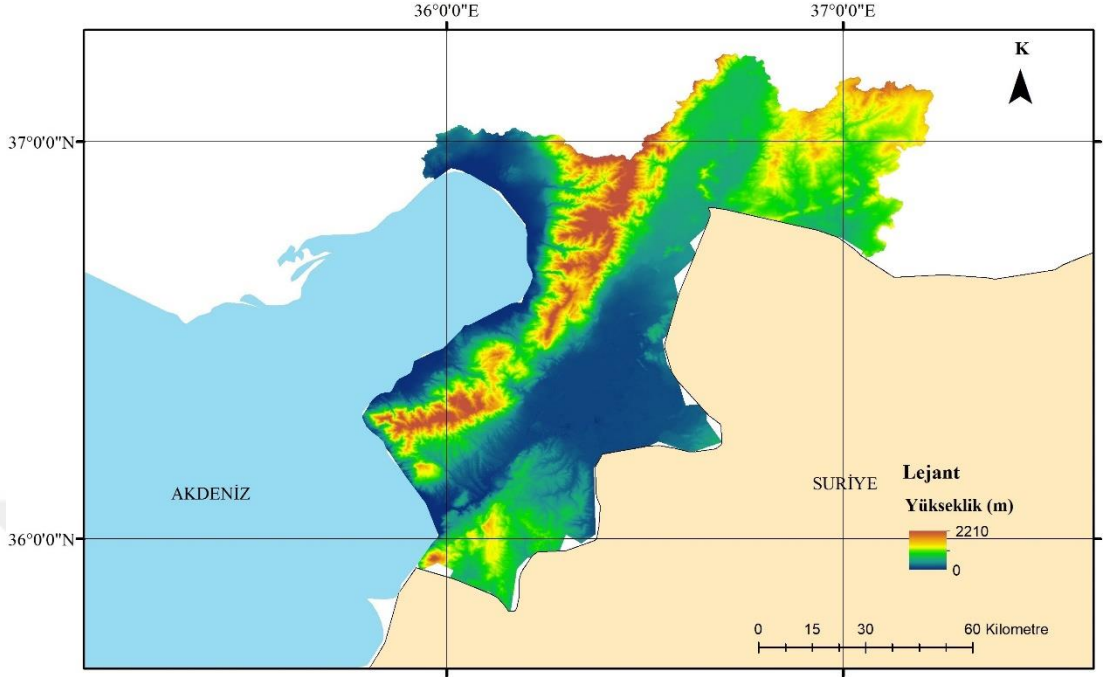 36°0'0"E
37°0'0"E
K
37°0'0"N
AKDENİZ
SURİYE
Lejant
Yükseklik (m)
2210
0
36°0'0"N
0 15 30 60 Kilometre